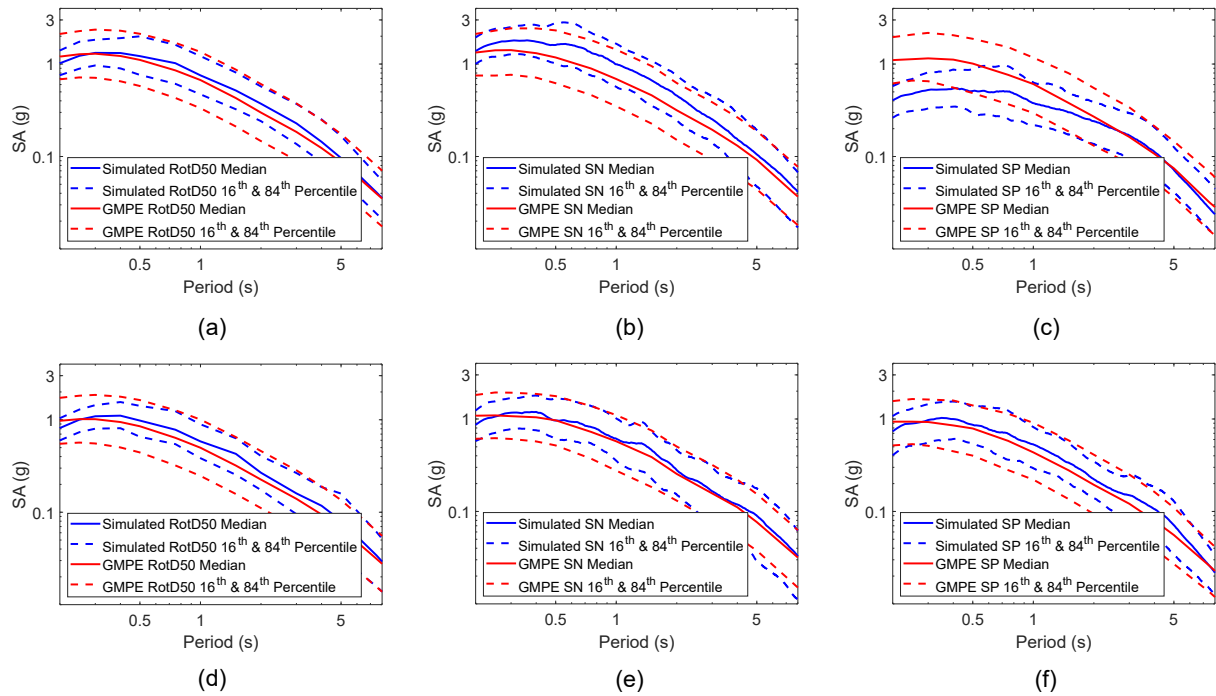 3
1
0.1
SA (g)
Simulated RotD50 Median
Simulated RotD50 16th & 84th Percentile
GMPE RotD50 Median
GMPE RotD50 16th & 84th Percentile
0.5 1 5
Period (s)
(a)
3
1
0.1
SA (g)
Simulated SN Median
Simulated SN 16th & 84th Percentile
GMPE SN Median
GMPE SN 16th & 84th Percentile
0.5 1 5
Period (s)
(b)
3
1
0.1
SA (g)
Simulated SP Median
Simulated SP 16th & 84th Percentile
GMPE SP Median
GMPE SP 16th & 84th Percentile
0.5 1 5
Period (s)
(c)
3
1
0.1
SA (g)
Simulated RotD50 Median
Simulated RotD50 16th & 84th Percentile
GMPE RotD50 Median
GMPE RotD50 16th & 84th Percentile
0.5 1 5
Period (s)
(d)
3
1
0.1
SA (g)
Simulated SN Median
Simulated SN 16th & 84th Percentile
GMPE SN Median
GMPE SN 16th & 84th Percentile
0.5 1 5
Period (s)
(e)
3
1
0.1
SA (g)
Simulated SP Median
Simulated SP 16th & 84th Percentile
GMPE SP Median
GMPE SP 16th & 84th Percentile
0.5 1 5
Period (s)
(f)